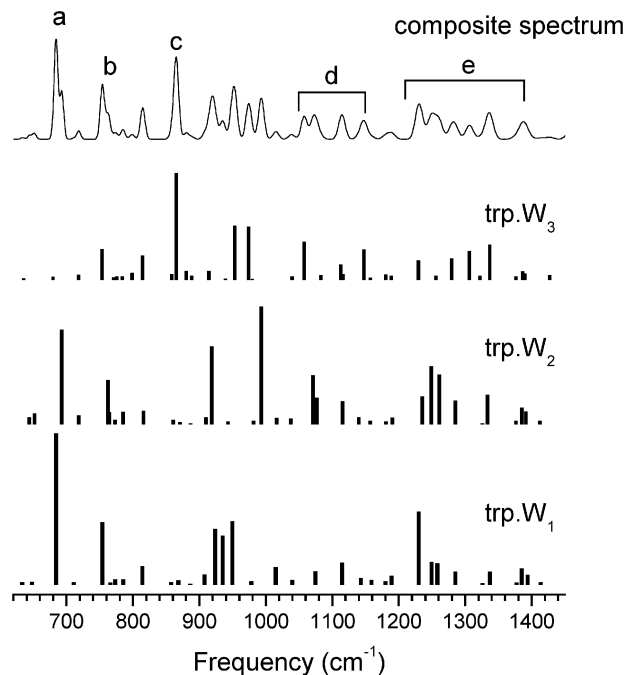 a
composite spectrum
b
c
d
e
trp.W₃
trp.W₂
trp.W₁
700 800 900 1000 1100 1200 1300 1400
Frequency (cm⁻¹)